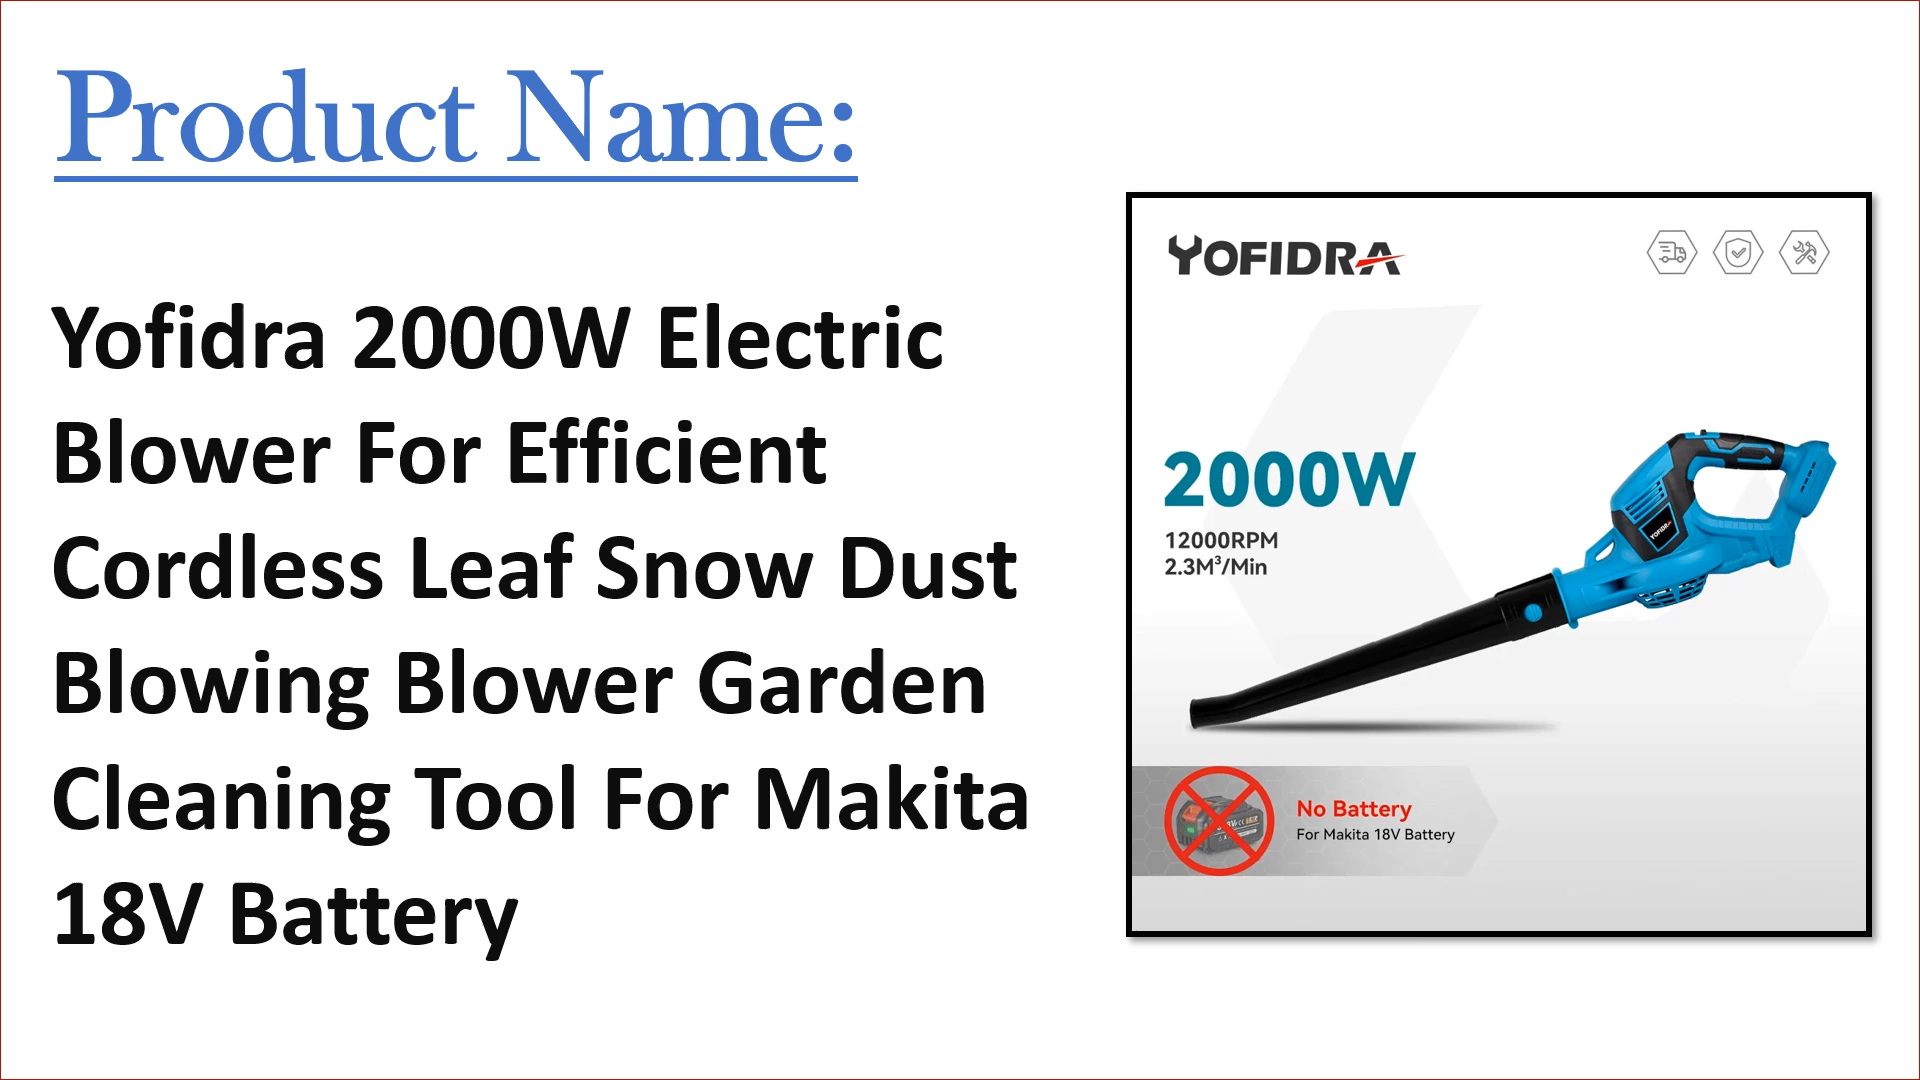 Product Name:
Yofidra 2000W Electric
Blower For Efficient
Cordless Leaf Snow Dust
Blowing Blower Garden
Cleaning Tool For Makita
18V Battery
YOFIDRA
2000W
12000RPM
2.3M³/Min
YOFIDRA
No Battery
For Makita 18V Battery